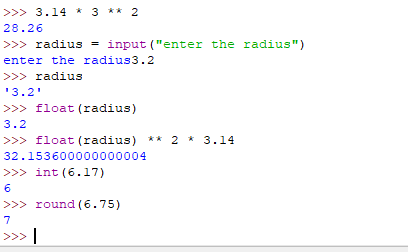 >>> 3.14 * 3 ** 2
28.26
>>> radius = input("enter the radius")
enter the radius3.2
>>> radius
'3.2'
>>> float(radius)
3.2
>>> float(radius) ** 2 * 3.14
32.153600000000004
>>> int(6.17)
6
>>> round(6.75)
7
>>>